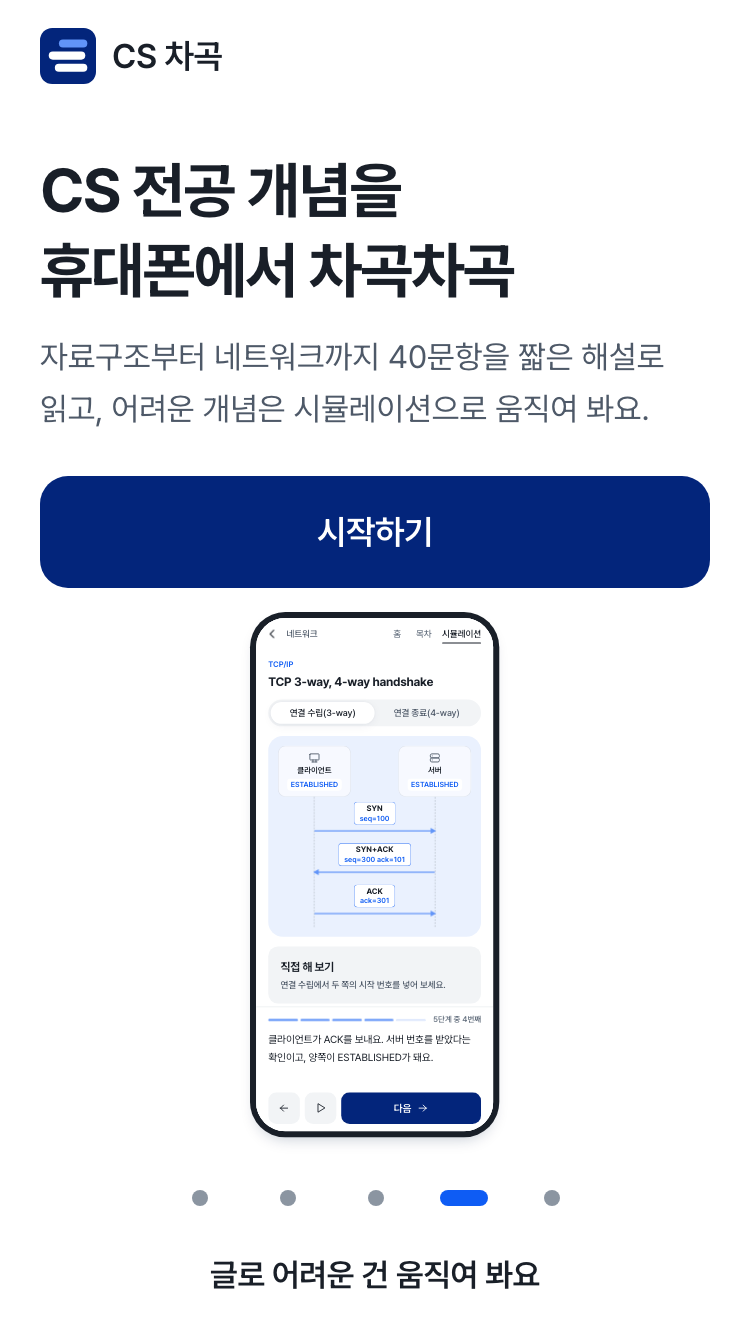 CS 차곡
CS 전공 개념을
휴대폰에서 차곡차곡
자료구조부터 네트워크까지 40문항을 짧은 해설로
읽고, 어려운 개념은 시뮬레이션으로 움직여 봐요.
시작하기
네트워크 홈 목차 시뮬레이션
TCP/IP
TCP 3-way, 4-way handshake
연결 수립(3-way) 연결 종료(4-way)
클라이언트 서버
ESTABLISHED ESTABLISHED
SYN
seq=100
SYN+ACK
seq=300 ack=101
ACK
ack=301
직접 해 보기
연결 수립에서 두 쪽의 시작 번호를 넣어 보세요.
5단계 중 4번째
클라이언트가 ACK를 보내요. 서버 번호를 받았다는
확인이고, 양쪽이 ESTABLISHED가 돼요.
다음
글로 어려운 건 움직여 봐요